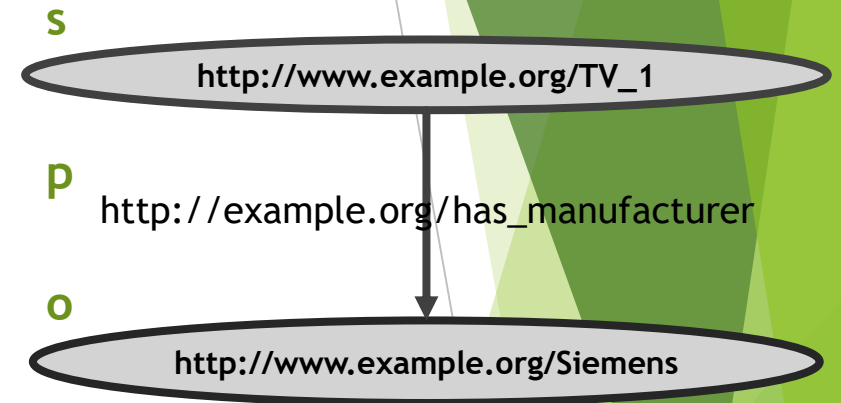 s
http://www.example.org/TV_1
p
http://example.org/has_manufacturer
o
http://www.example.org/Siemens